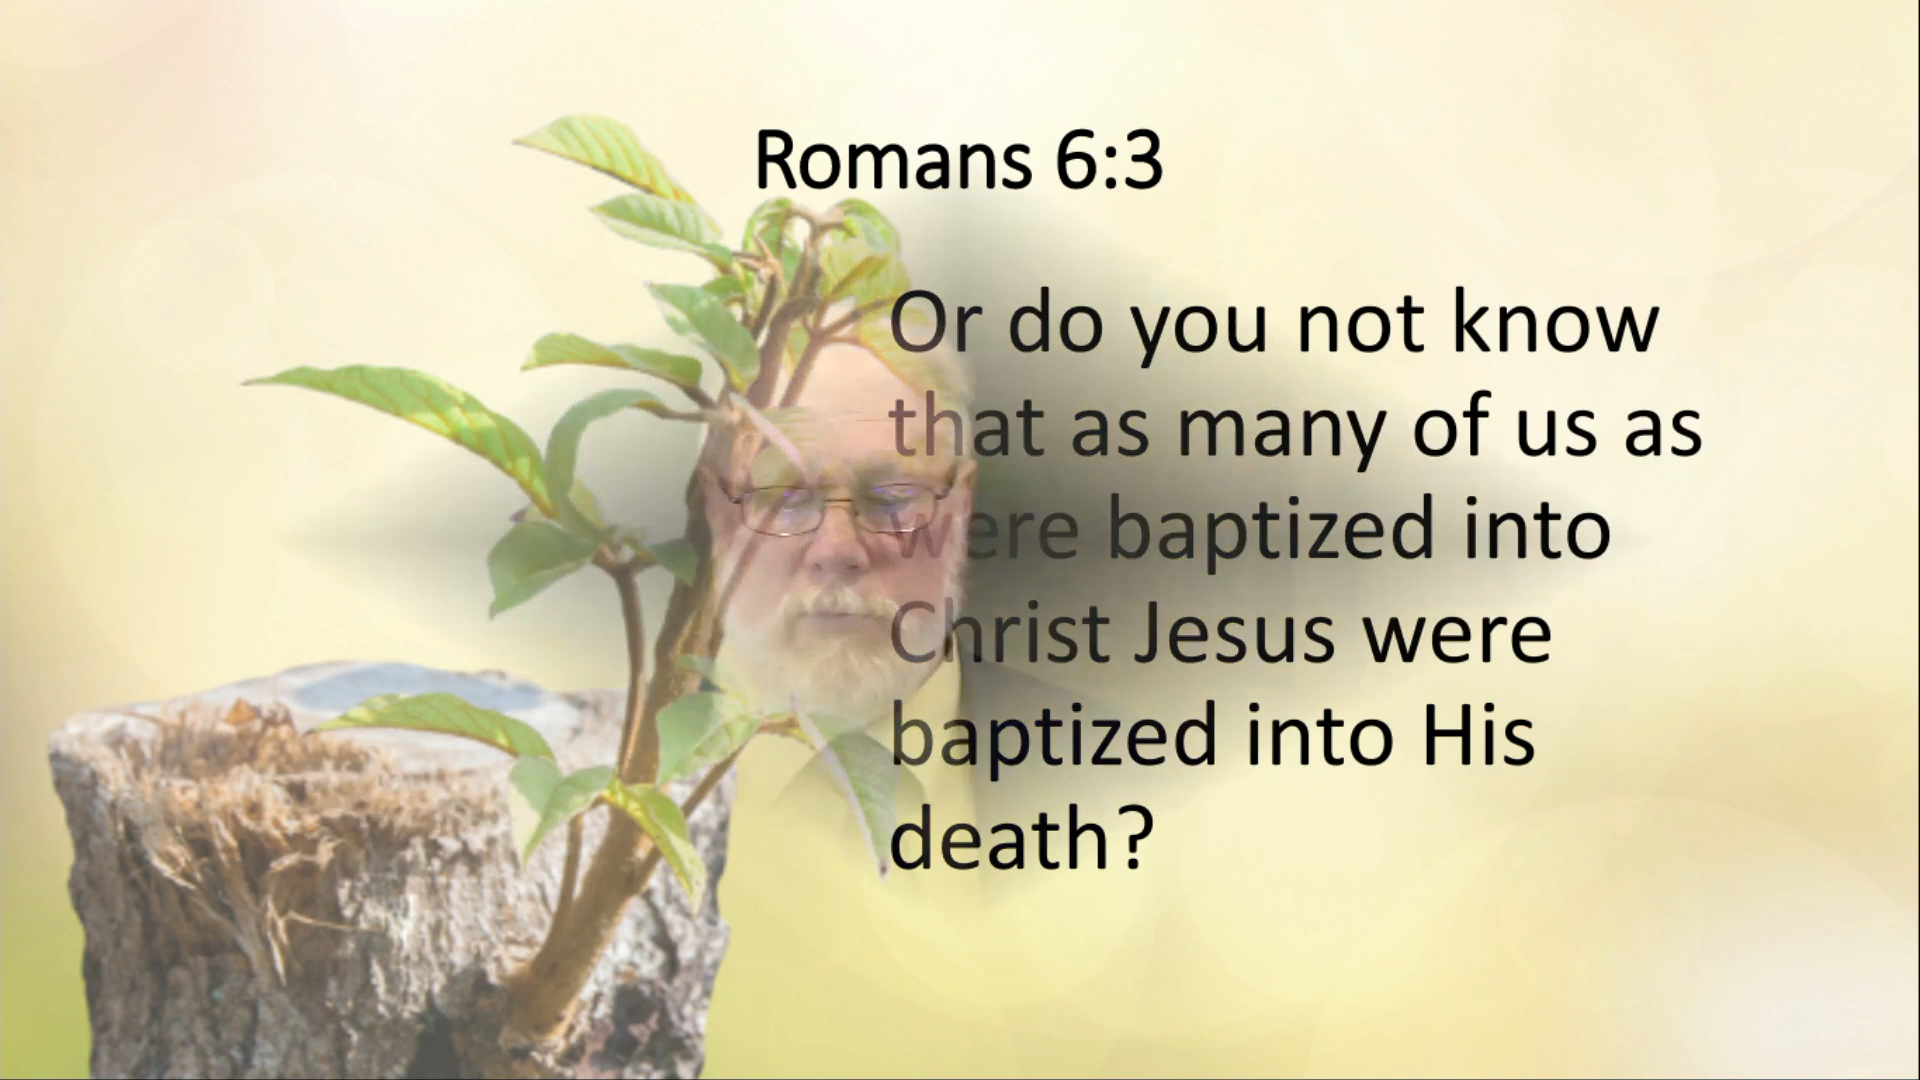 Romans 6:3
Or do you not know
that as many of us as
were baptized into
Christ Jesus were
baptized into His
death?